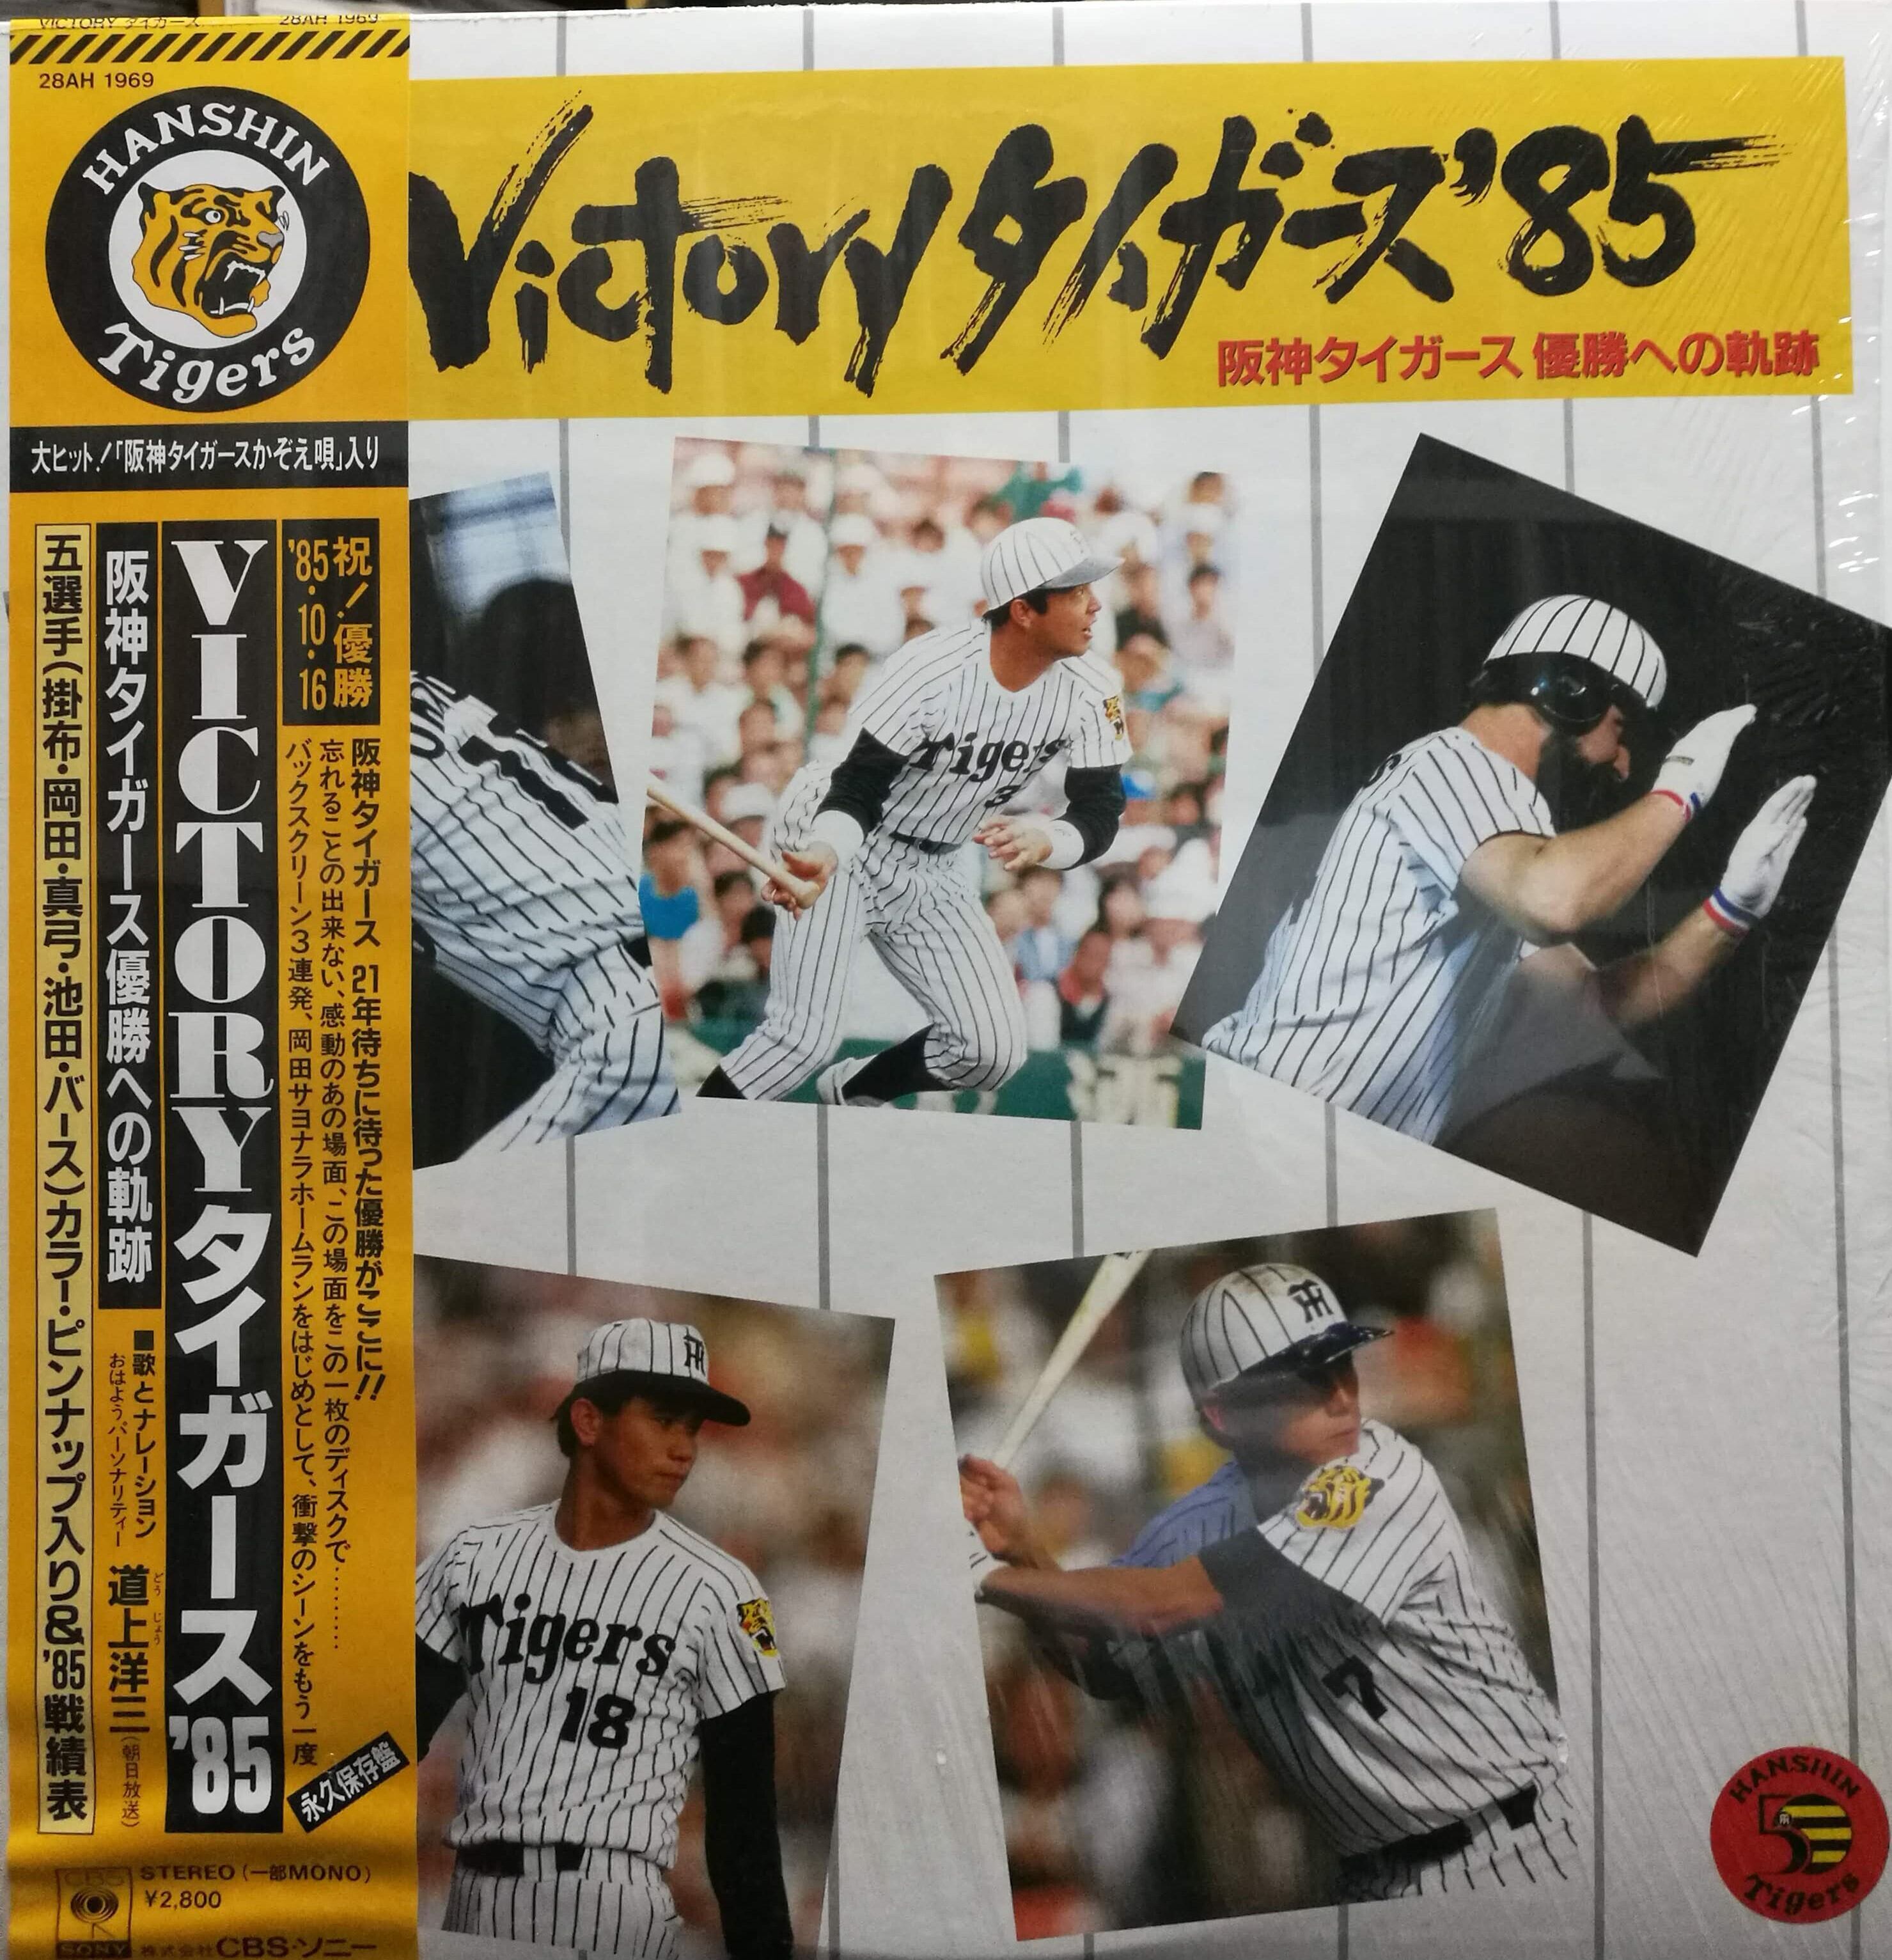 VICTORY タイガース
28AH 1969
28AH 1969
HANSHIN
Tigers
大ヒット!「阪神タイガースかぞえ唄」入り
祝!優勝
'85・10・16
阪神タイガース 21年待ちに待った優勝がここに!!
忘れることの出来ない、感動のあの場面、この場面をこの一枚のディスクで………
バックスクリーン3連発、岡田サヨナラホームランをはじめとして、衝撃のシーンをもう一度
永久保存盤
VICTORYタイガース'85
阪神タイガース優勝への軌跡
■歌とナレーション
おはようパーソナリティー
道上洋三
どうじょう
(朝日放送)
五選手(掛布・岡田・真弓・池田・バース)カラー・ピンナップ入り&'85戦績表
CBS
SONY
STEREO(一部MONO)
¥2,800
株式会社CBS・ソニー
Victoryタイガース'85
阪神タイガース 優勝への軌跡
Tigers
3
Tigers
18
7
HANSHIN
50
Tigers